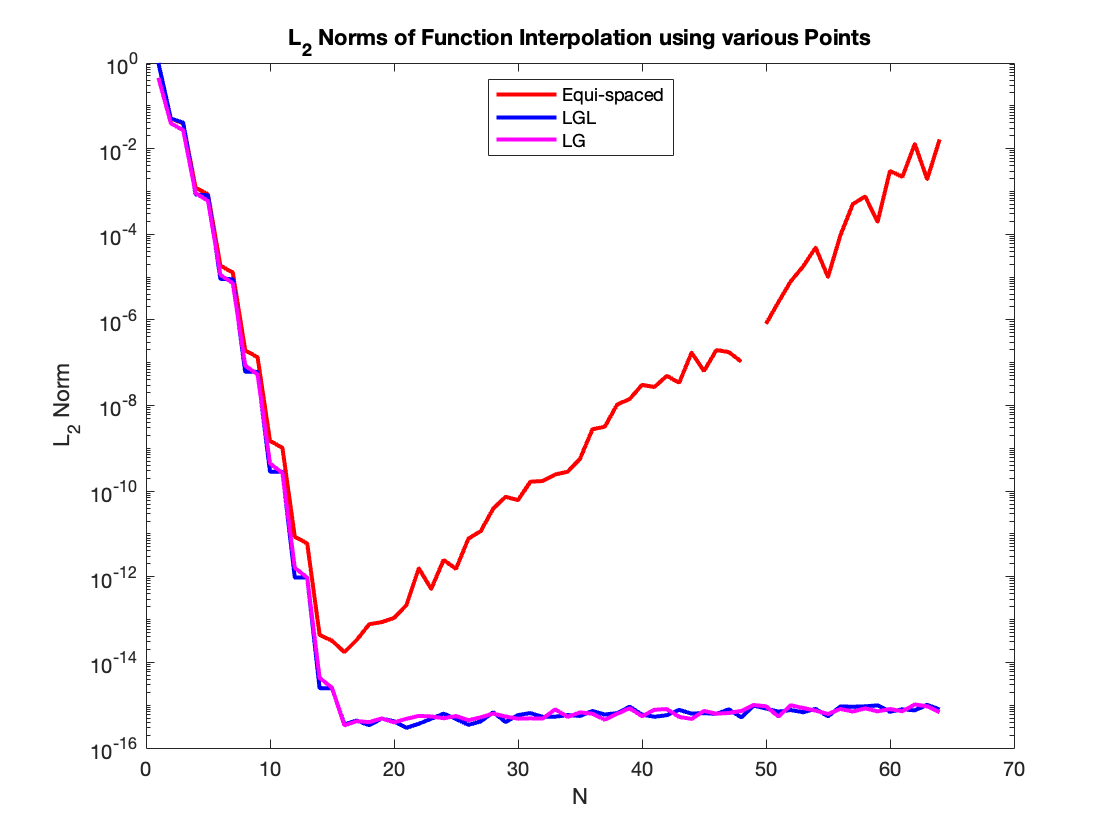 L₂ Norms of Function Interpolation using various Points
Equi-spaced
LGL
LG
10⁰
10⁻²
10⁻⁴
10⁻⁶
10⁻⁸
10⁻¹⁰
10⁻¹²
10⁻¹⁴
10⁻¹⁶
L₂ Norm
0 10 20 30 40 50 60 70
N